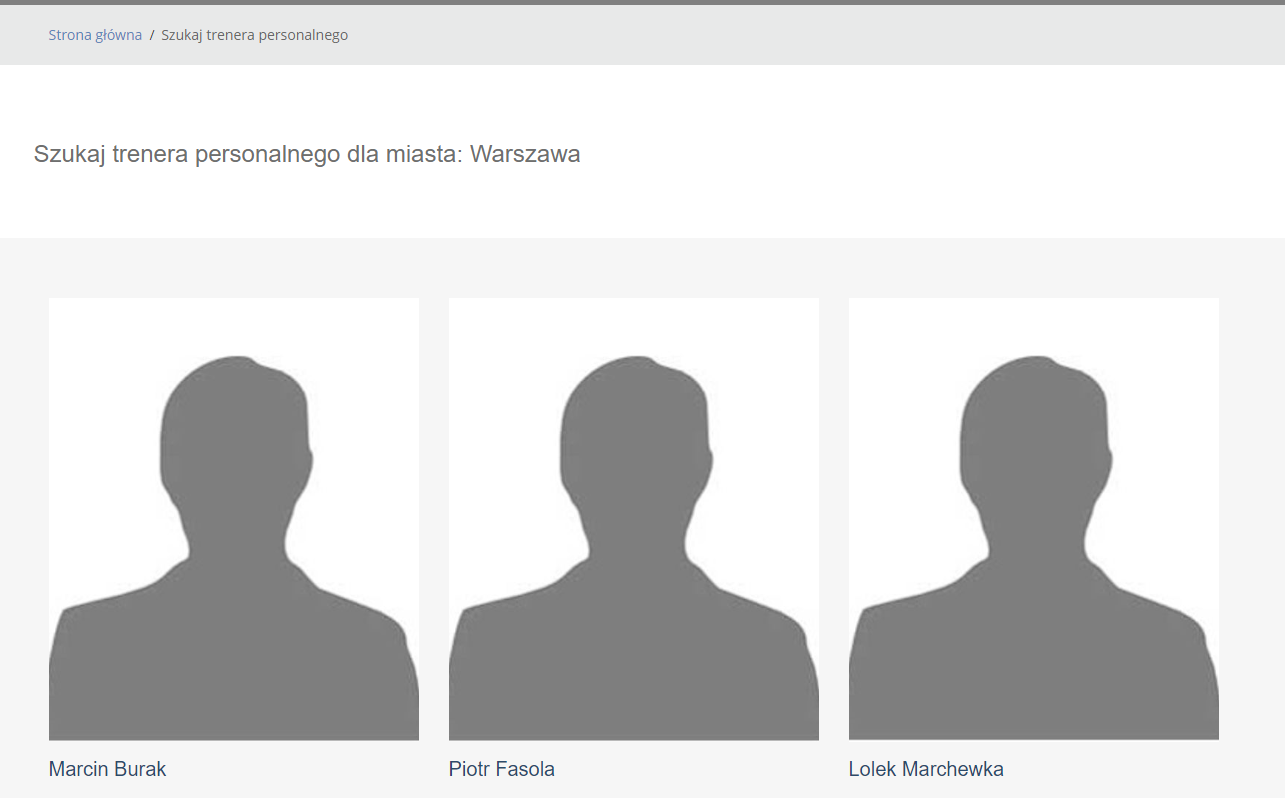 Strona główna / Szukaj trenera personalnego
Szukaj trenera personalnego dla miasta: Warszawa
Marcin Burak
Piotr Fasola
Lolek Marchewka